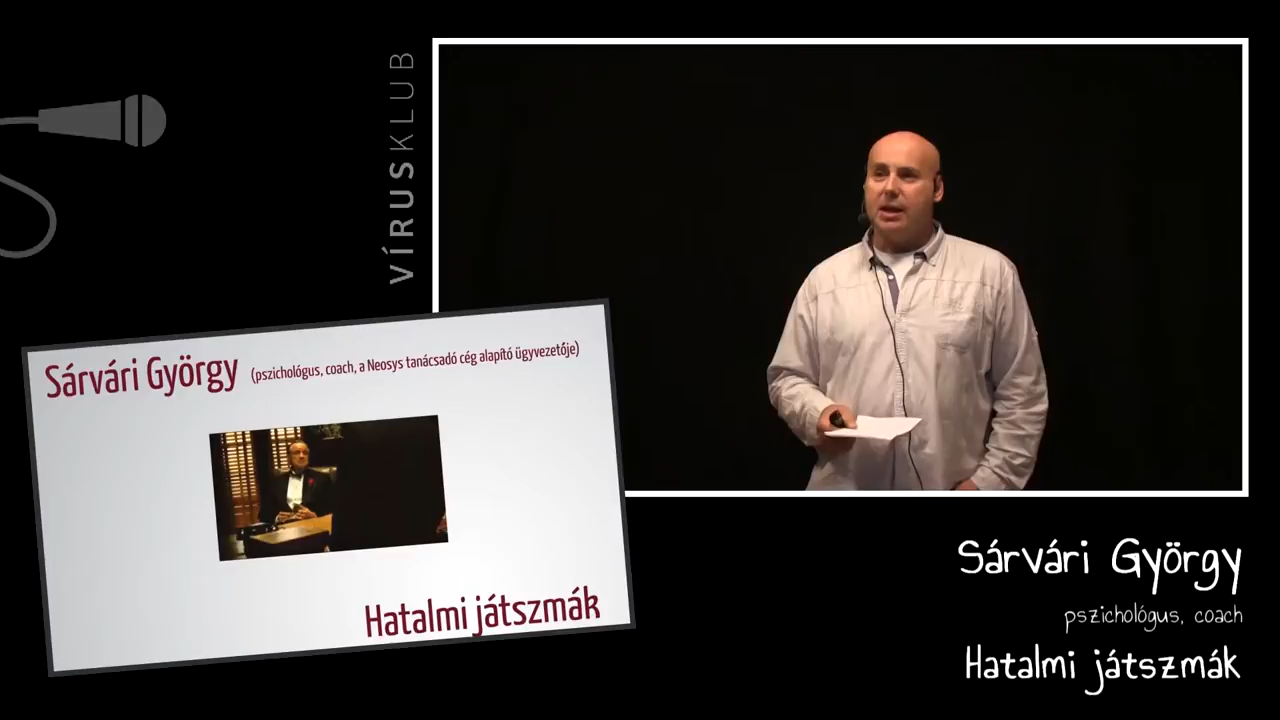 VÍRUSKLUB
Sárvári György (pszichológus, coach, a Neosys tanácsadó cég alapító ügyvezetője)
Hatalmi játszmák
Sárvári György
pszichológus, coach
Hatalmi játszmák